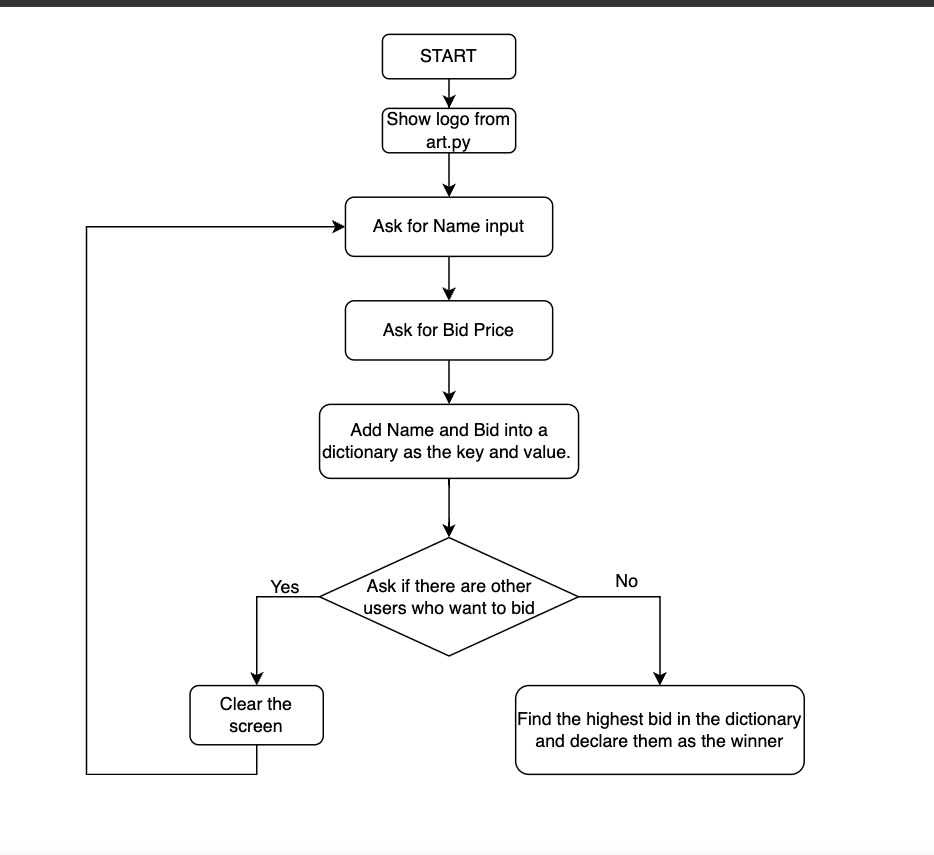 START
Show logo from
art.py
Ask for Name input
Ask for Bid Price
Add Name and Bid into a
dictionary as the key and value.
Ask if there are other
users who want to bid
Yes
No
Clear the
screen
Find the highest bid in the dictionary
and declare them as the winner